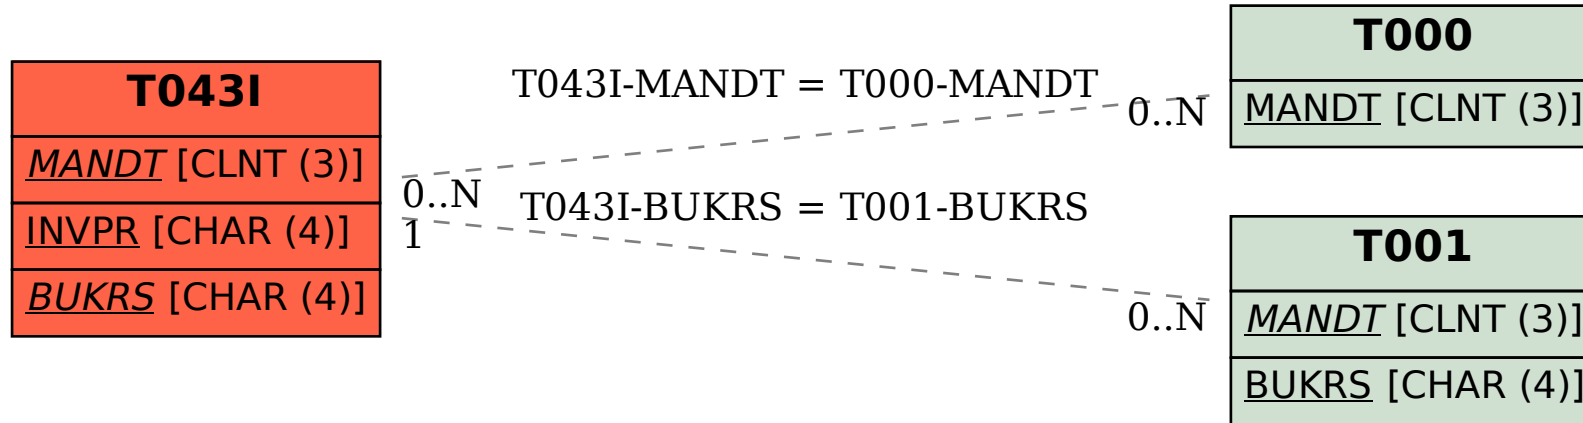 T043I
MANDT [CLNT (3)]
INVPR [CHAR (4)]
BUKRS [CHAR (4)]
T043I-MANDT = T000-MANDT
0..N
0..N
T043I-BUKRS = T001-BUKRS
1
0..N
T000
MANDT [CLNT (3)]
T001
MANDT [CLNT (3)]
BUKRS [CHAR (4)]